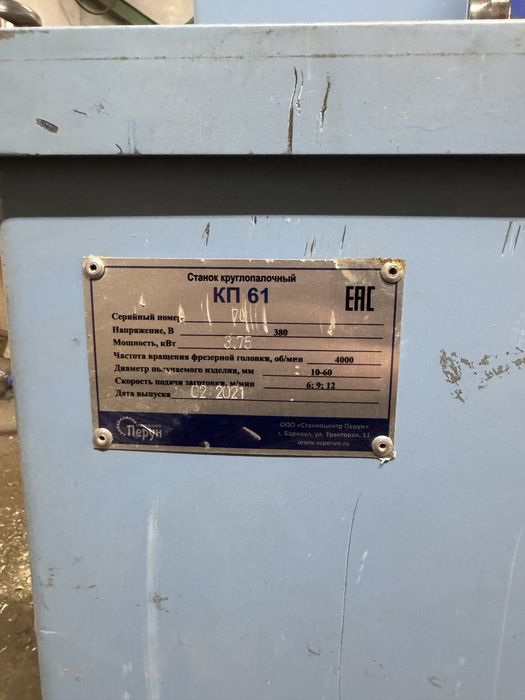 Станок круглопалочный
КП 61
EAC
Серийный номер
Напряжение, В 380
Мощность, кВт 3.75
Частота вращения фрезерной головки, об/мин 4000
Диаметр получаемого изделия, мм 10-60
Скорость подачи заготовки, м/мин 6; 9; 12
Дата выпуска 02.2021
Перун
ООО «Станкоцентр Перун»
г. Барнаул, ул. Трактовая, 11
www.scperun.ru